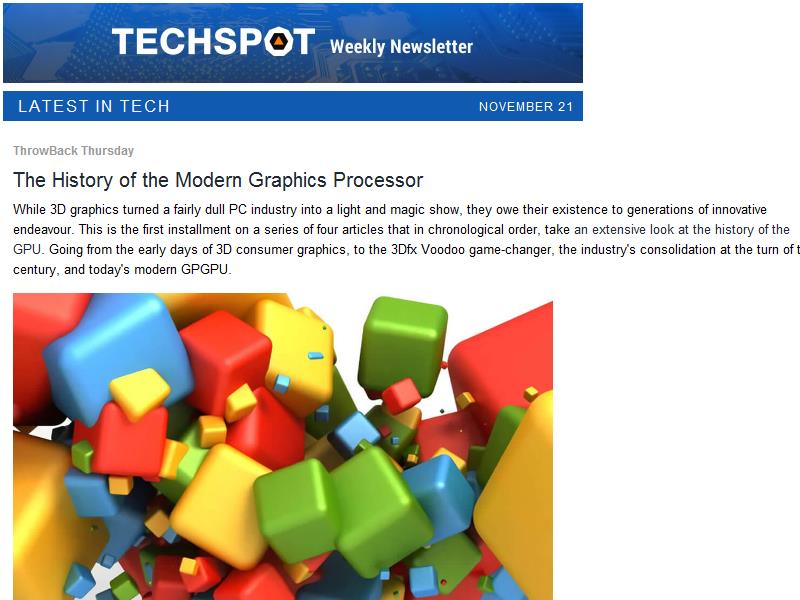 TECHSPOT Weekly Newsletter
LATEST IN TECH NOVEMBER 21
ThrowBack Thursday
The History of the Modern Graphics Processor
While 3D graphics turned a fairly dull PC industry into a light and magic show, they owe their existence to generations of innovative
endeavour. This is the first installment on a series of four articles that in chronological order, take an extensive look at the history of the
GPU. Going from the early days of 3D consumer graphics, to the 3Dfx Voodoo game-changer, the industry's consolidation at the turn of t
century, and today's modern GPGPU.